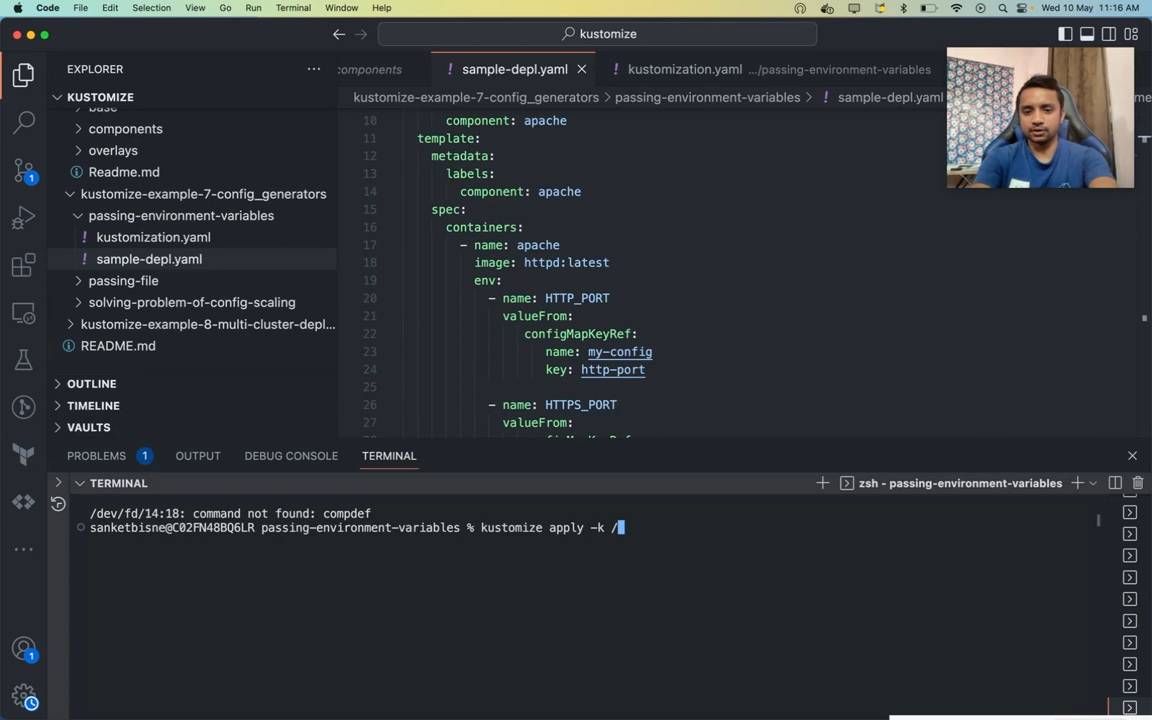 Code File Edit Selection View Go Run Terminal Window Help Wed 10 May 11:16 AM
kustomize
EXPLORER
components
! sample-depl.yaml
! kustomization.yaml .../passing-environment-variables
KUSTOMIZE
kustomize-example-7-config_generators > passing-environment-variables > ! sample-depl.yaml
base
components
overlays
Readme.md
kustomize-example-7-config_generators
passing-environment-variables
! kustomization.yaml
! sample-depl.yaml
passing-file
solving-problem-of-config-scaling
kustomize-example-8-multi-cluster-depl...
README.md
OUTLINE
TIMELINE
VAULTS
10 component: apache
11 template:
12 metadata:
13 labels:
14 component: apache
15 spec:
16 containers:
17 - name: apache
18 image: httpd:latest
19 env:
20 - name: HTTP_PORT
21 valueFrom:
22 configMapKeyRef:
23 name: my-config
24 key: http-port
25
26 - name: HTTPS_PORT
27 valueFrom:
1
1
PROBLEMS 1 OUTPUT DEBUG CONSOLE TERMINAL
TERMINAL
zsh - passing-environment-variables
/dev/fd/14:18: command not found: compdef
sanketbisne@C02FN48BQ6LR passing-environment-variables % kustomize apply -k /